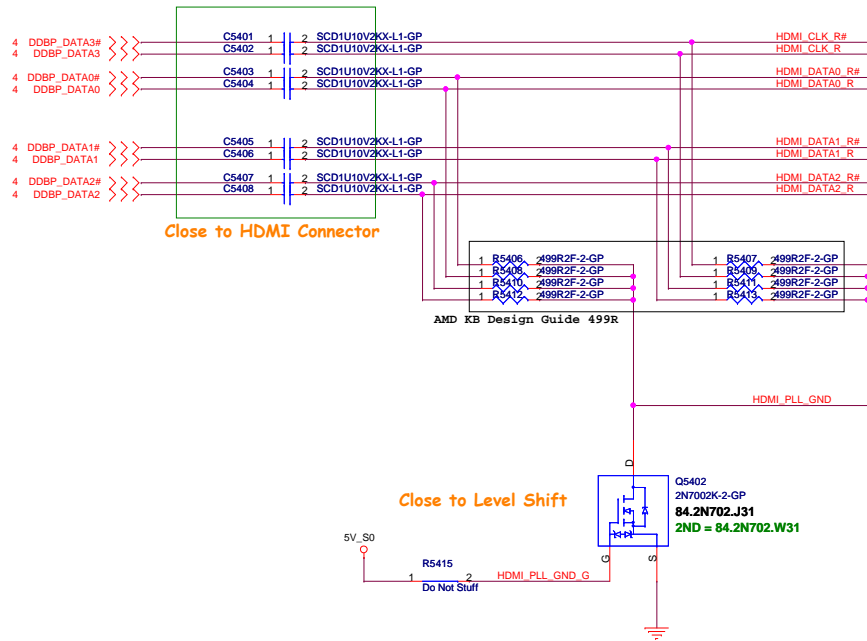 4 DDBP_DATA3# C5401 1 2 SCD1U10V2KX-L1-GP HDMI_CLK_R#
4 DDBP_DATA3 C5402 1 2 SCD1U10V2KX-L1-GP HDMI_CLK_R
4 DDBP_DATA0# C5403 1 2 SCD1U10V2KX-L1-GP HDMI_DATA0_R#
4 DDBP_DATA0 C5404 1 2 SCD1U10V2KX-L1-GP HDMI_DATA0_R
4 DDBP_DATA1# C5405 1 2 SCD1U10V2KX-L1-GP HDMI_DATA1_R#
4 DDBP_DATA1 C5406 1 2 SCD1U10V2KX-L1-GP HDMI_DATA1_R
4 DDBP_DATA2# C5407 1 2 SCD1U10V2KX-L1-GP HDMI_DATA2_R#
4 DDBP_DATA2 C5408 1 2 SCD1U10V2KX-L1-GP HDMI_DATA2_R
Close to HDMI Connector
1 R5406 2 499R2F-2-GP 1 R5407 2 499R2F-2-GP
1 R5408 2 499R2F-2-GP 1 R5409 2 499R2F-2-GP
1 R5410 2 499R2F-2-GP 1 R5411 2 499R2F-2-GP
1 R5412 2 499R2F-2-GP 1 R5413 2 499R2F-2-GP
AMD KB Design Guide 499R
HDMI_PLL_GND
D
Q5402
2N7002K-2-GP
84.2N702.J31
2ND = 84.2N702.W31
Close to Level Shift
5V_S0
G S
R5415
1 2 HDMI_PLL_GND_G
Do Not Stuff